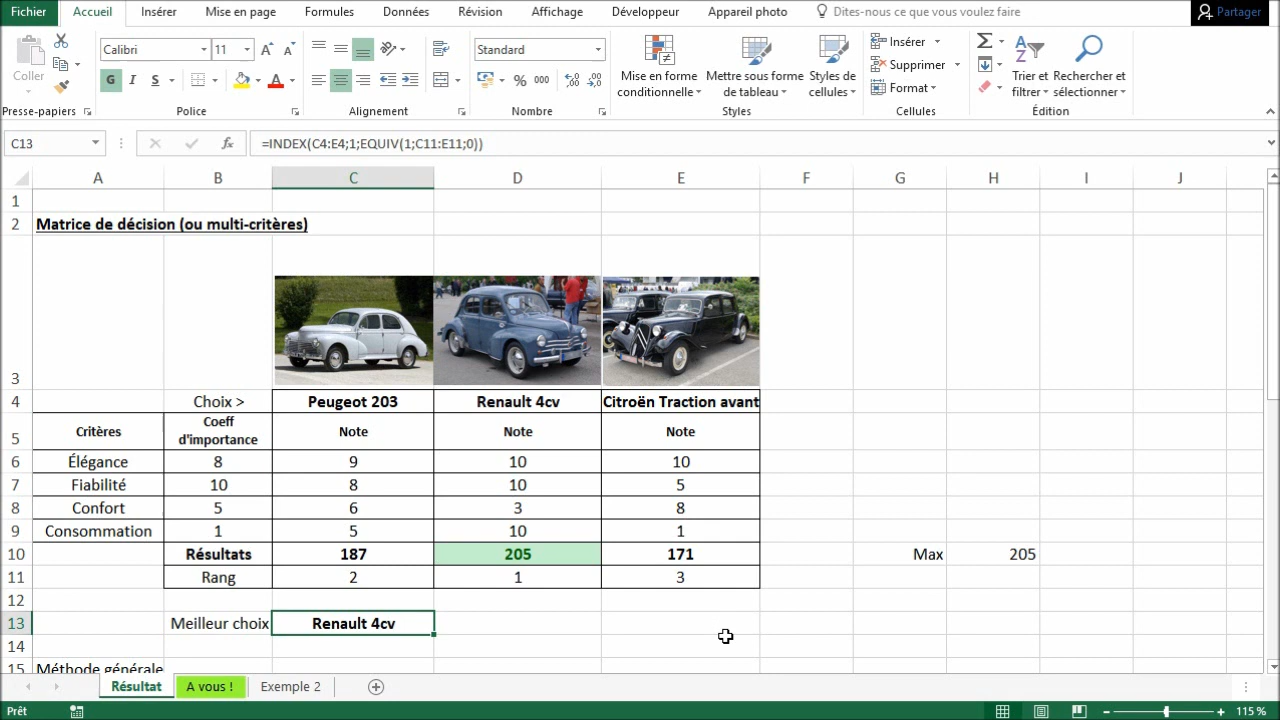 Fichier Accueil Insérer Mise en page Formules Données Révision Affichage Développeur Appareil photo Dites-nous ce que vous voulez faire Partager
Coller
Calibri 11
G I S
Standard
% 000
Mise en forme conditionnelle
Mettre sous forme de tableau
Styles de cellules
Insérer
Supprimer
Format
Trier et filtrer
Rechercher et sélectionner
Presse-papiers Police Alignement Nombre Styles Cellules Édition
C13 fx =INDEX(C4:E4;1;EQUIV(1;C11:E11;0))
A B C D E F G H I J
1
2 Matrice de décision (ou multi-critères)
3
4 Choix > Peugeot 203 Renault 4cv Citroën Traction avant
5 Critères Coeff d'importance Note Note Note
6 Élégance 8 9 10 10
7 Fiabilité 10 8 10 5
8 Confort 5 6 3 8
9 Consommation 1 5 10 1
10 Résultats 187 205 171 Max 205
11 Rang 2 1 3
12
13 Meilleur choix Renault 4cv
14
15 Méthode générale
Résultat A vous ! Exemple 2
Prêt 115 %